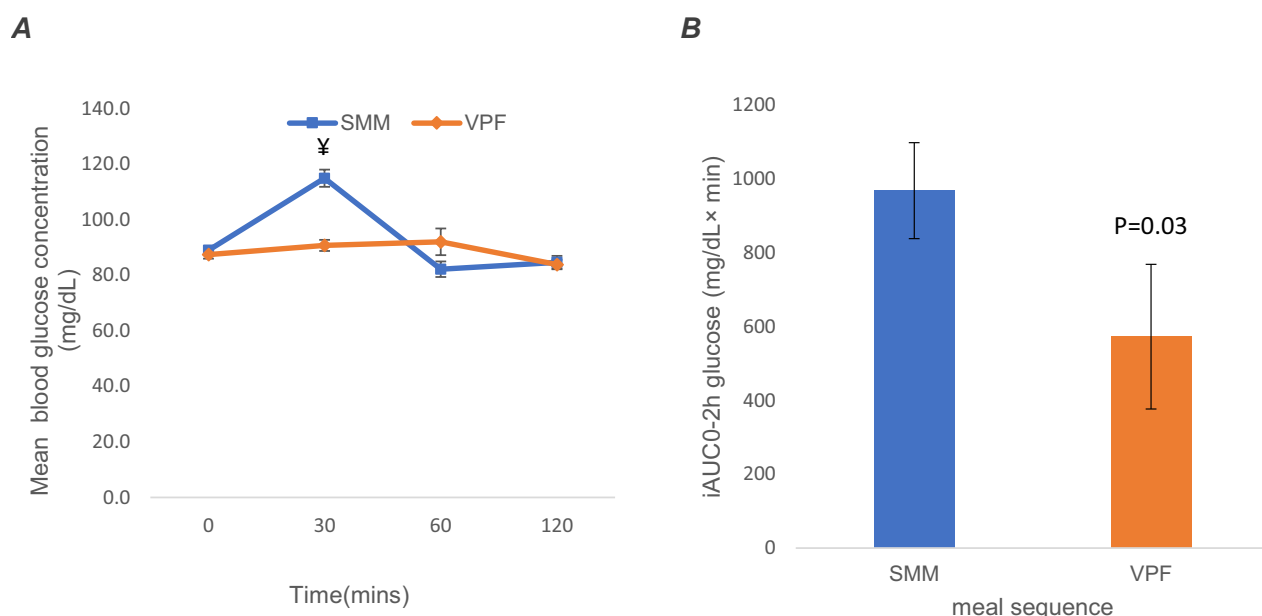 A
Mean blood glucose concentration
(mg/dL)
140.0
120.0
100.0
80.0
60.0
40.0
20.0
0.0
SMM VPF
¥
0 30 60 120
Time(mins)
B
iAUC0-2h glucose (mg/dL× min)
1200
1000
800
600
400
200
0
P=0.03
SMM VPF
meal sequence